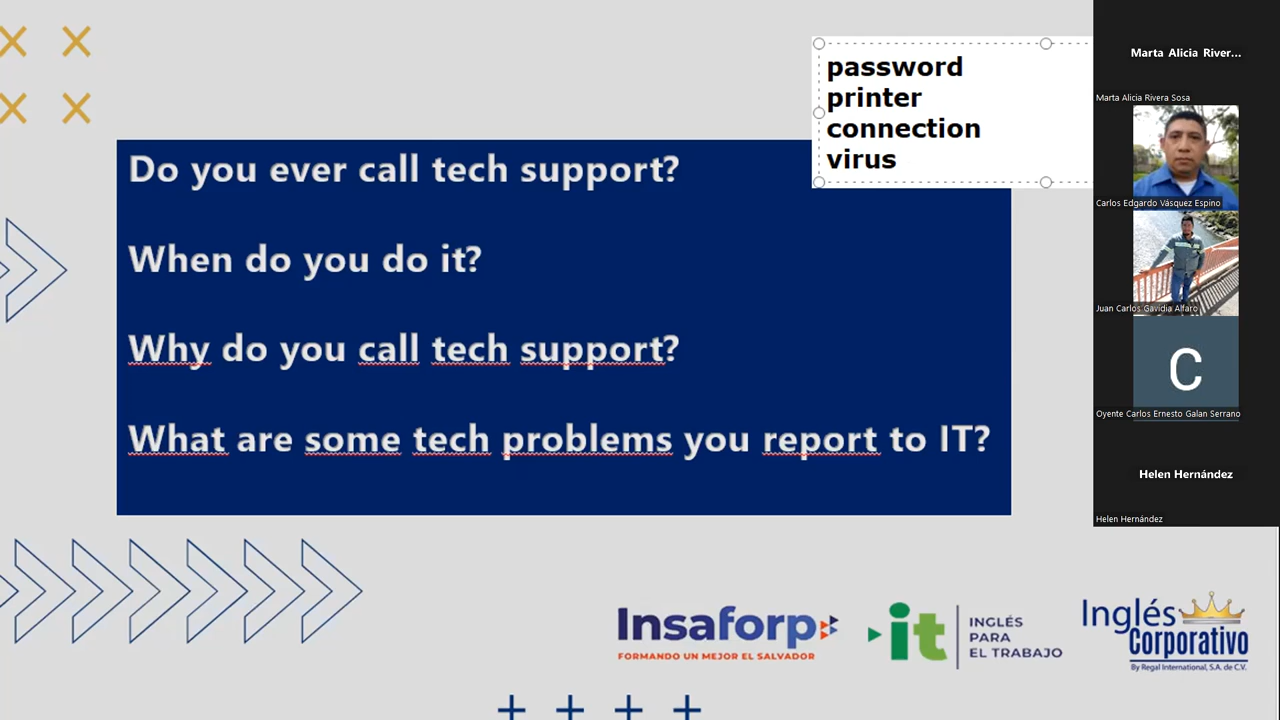 password
printer
connection
virus
Do you ever call tech support?
When do you do it?
Why do you call tech support?
What are some tech problems you report to IT?
Marta Alicia River...
Marta Alicia Rivera Sosa
Carlos Edgardo Vásquez Espino
Juan Carlos Gavidia Alfaro
C
Oyente Carlos Ernesto Galan Serrano
Helen Hernández
Helen Hernández
Insaforp
FORMANDO UN MEJOR EL SALVADOR
it
INGLÉS
PARA
EL TRABAJO
Inglés
Corporativo
By Regal International, S.A. de C.V.